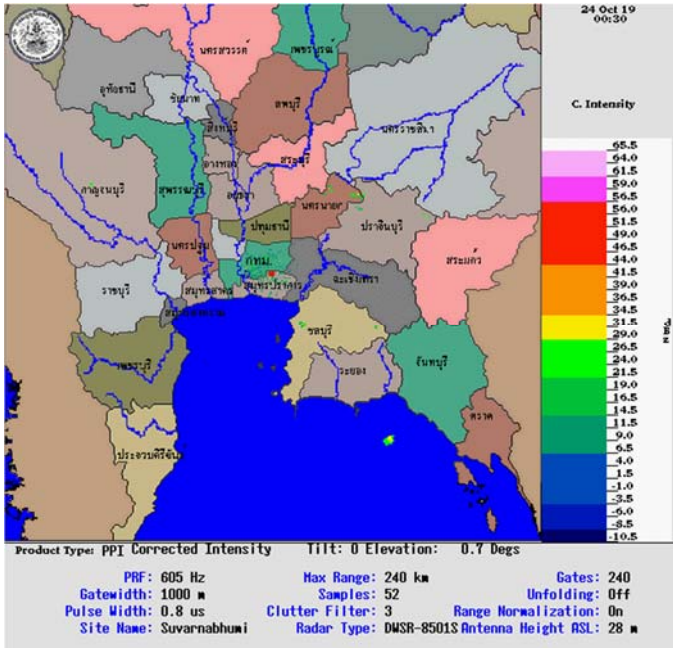 24 Oct 19
00:30
C. Intensity
นครสวรรค์
เพชรบูรณ์
อุทัยธานี
ชัยนาท
ลพบุรี
สิงห์บุรี
นครราชสีมา
อ่างทอง
สระบุรี
กาญจนบุรี
สุพรรณบุรี
อยุธยา
นครนายก
ปราจีนบุรี
ปทุมธานี
นครปฐม
กทม.
สระแก้ว
ฉะเชิงเทรา
ราชบุรี
สมุทรสาคร
สมุทรปราการ
ชลบุรี
เพชรบุรี
ระยอง
จันทบุรี
ตราด
ประจวบคีรีขันธ์
65.5
64.0
61.5
59.0
56.5
56.0
51.5
49.0
46.5
44.0
41.5
39.0
36.5
34.0
31.5
29.0
26.5
24.0
21.5
19.0
16.5
14.5
11.5
9.0
6.5
4.0
1.5
-1.0
-3.5
-6.0
-8.5
-10.5
Product Type: PPI Corrected Intensity Tilt: 0 Elevation: 0.7 Degs
PRF: 605 Hz Max Range: 240 km Gates: 240
Gatewidth: 1000 m Samples: 52 Unfolding: Off
Pulse Width: 0.8 us Clutter Filter: 3 Range Normalization: On
Site Name: Suvarnabhumi Radar Type: DWSR-8501S Antenna Height ASL: 28 m